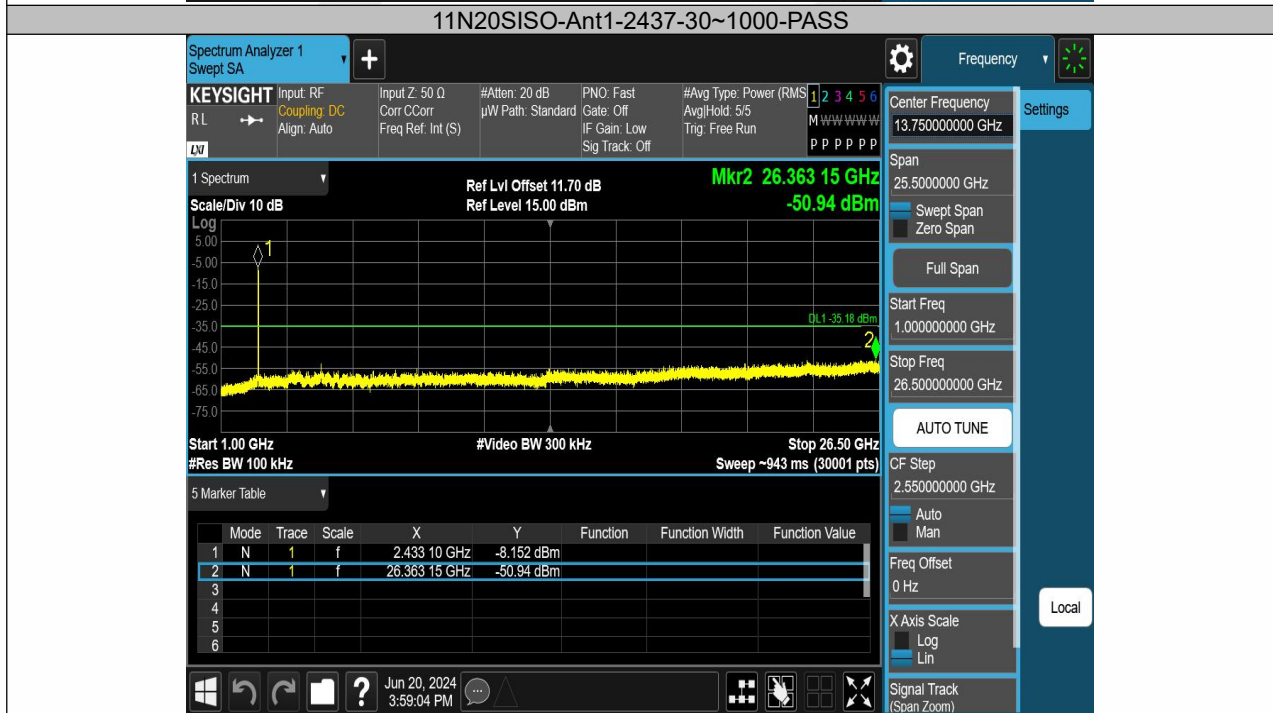 11N20SISO-Ant1-2437-30~1000-PASS
Spectrum Analyzer 1
Swept SA
Frequency
KEYSIGHT
RL
LXI
Input: RF
Coupling: DC
Align: Auto
Input Z: 50 Ω
Corr CCorr
Freq Ref: Int (S)
#Atten: 20 dB
µW Path: Standard
PNO: Fast
Gate: Off
IF Gain: Low
Sig Track: Off
#Avg Type: Power (RMS
Avg|Hold: 5/5
Trig: Free Run
1 2 3 4 5 6
M W W W W W
P P P P P P
1 Spectrum
Scale/Div 10 dB
Ref Lvl Offset 11.70 dB
Ref Level 15.00 dBm
Mkr2 26.363 15 GHz
-50.94 dBm
Log
5.00
-5.00
-15.0
-25.0
-35.0
-45.0
-55.0
-65.0
-75.0
1
DL1 -35.18 dBm
2
Start 1.00 GHz
#Video BW 300 kHz
Stop 26.50 GHz
#Res BW 100 kHz
Sweep ~943 ms (30001 pts)
5 Marker Table
Mode Trace Scale X Y Function Function Width Function Value
1 N 1 f 2.433 10 GHz -8.152 dBm
2 N 1 f 26.363 15 GHz -50.94 dBm
3
4
5
6
Jun 20, 2024
3:59:04 PM
Center Frequency
13.750000000 GHz
Span
25.5000000 GHz
Swept Span
Zero Span
Full Span
Start Freq
1.000000000 GHz
Stop Freq
26.500000000 GHz
AUTO TUNE
CF Step
2.550000000 GHz
Auto
Man
Freq Offset
0 Hz
X Axis Scale
Log
Lin
Signal Track
(Span Zoom)
Settings
Local